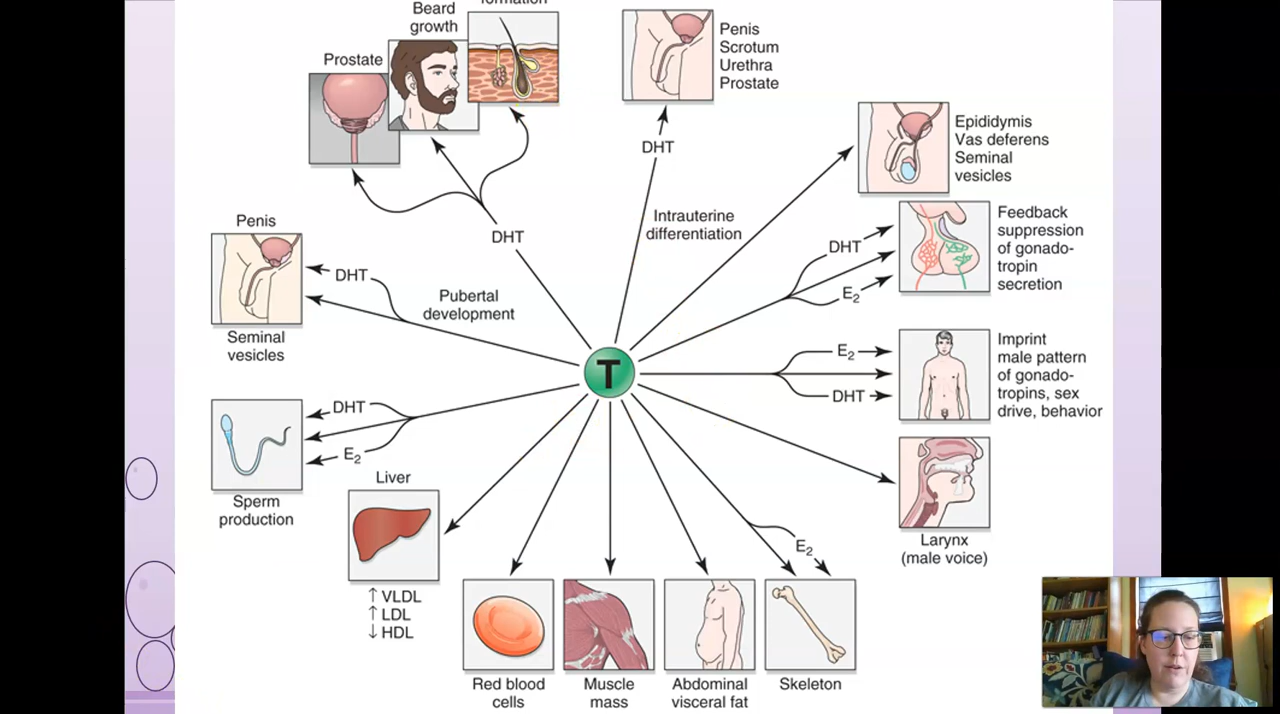 formation
Beard
growth
Prostate
Penis
Scrotum
Urethra
Prostate
DHT
Epididymis
Vas deferens
Seminal
vesicles
Intrauterine
differentiation
DHT
Penis
DHT
Seminal
vesicles
Pubertal
development
DHT
E2
Feedback
suppression
of gonado-
tropin
secretion
T
E2
DHT
Imprint
male pattern
of gonado-
tropins, sex
drive, behavior
DHT
E2
Sperm
production
Liver
↑ VLDL
↑ LDL
↓ HDL
Larynx
(male voice)
E2
Red blood
cells
Muscle
mass
Abdominal
visceral fat
Skeleton